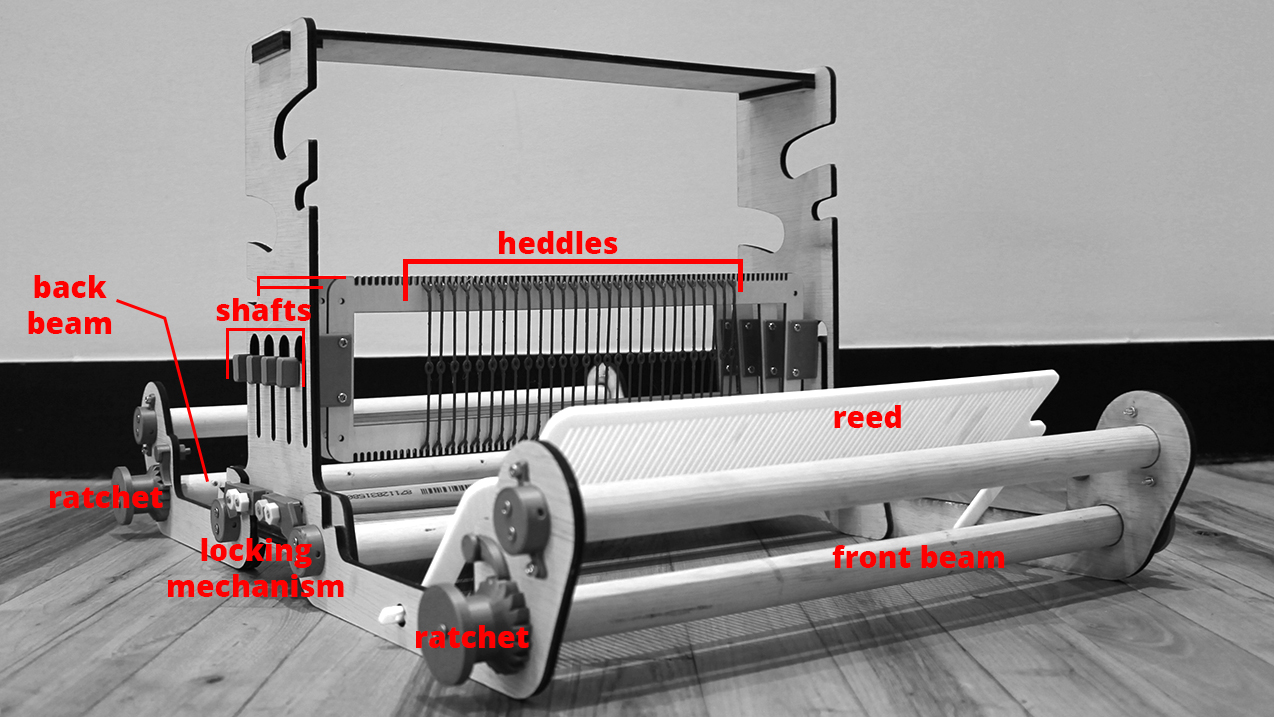 heddles
back
beam
shafts
reed
ratchet
locking
mechanism
front beam
ratchet